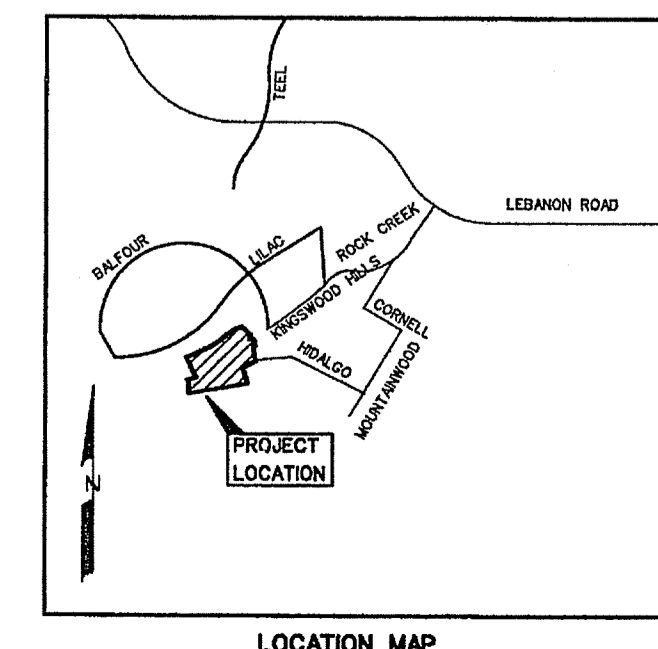 TEEL
LEBANON ROAD
BALFOUR
LILAC
ROCK CREEK
KINGSWOOD HILLS
CORNELL
HIDALGO
MOUNTAINWOOD
PROJECT
LOCATION
N
LOCATION MAP